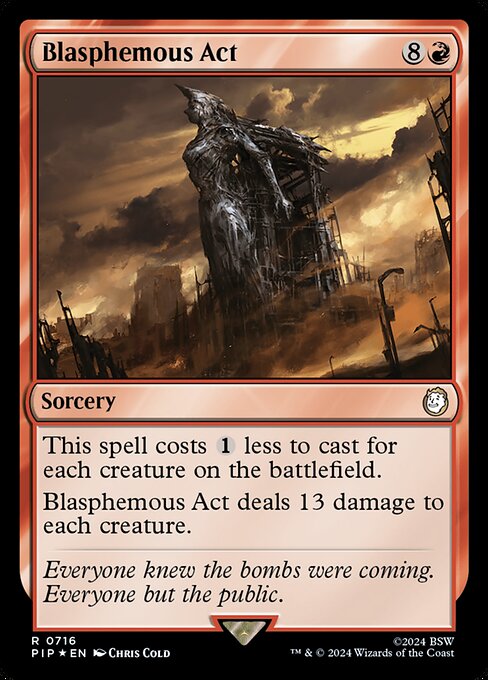 Blasphemous Act 8
Sorcery
This spell costs 1 less to cast for
each creature on the battlefield.
Blasphemous Act deals 13 damage to
each creature.
Everyone knew the bombs were coming.
Everyone but the public.
R 0716 ©2024 BSW
PIP★EN Chris Cold ™ & © 2024 Wizards of the Coast